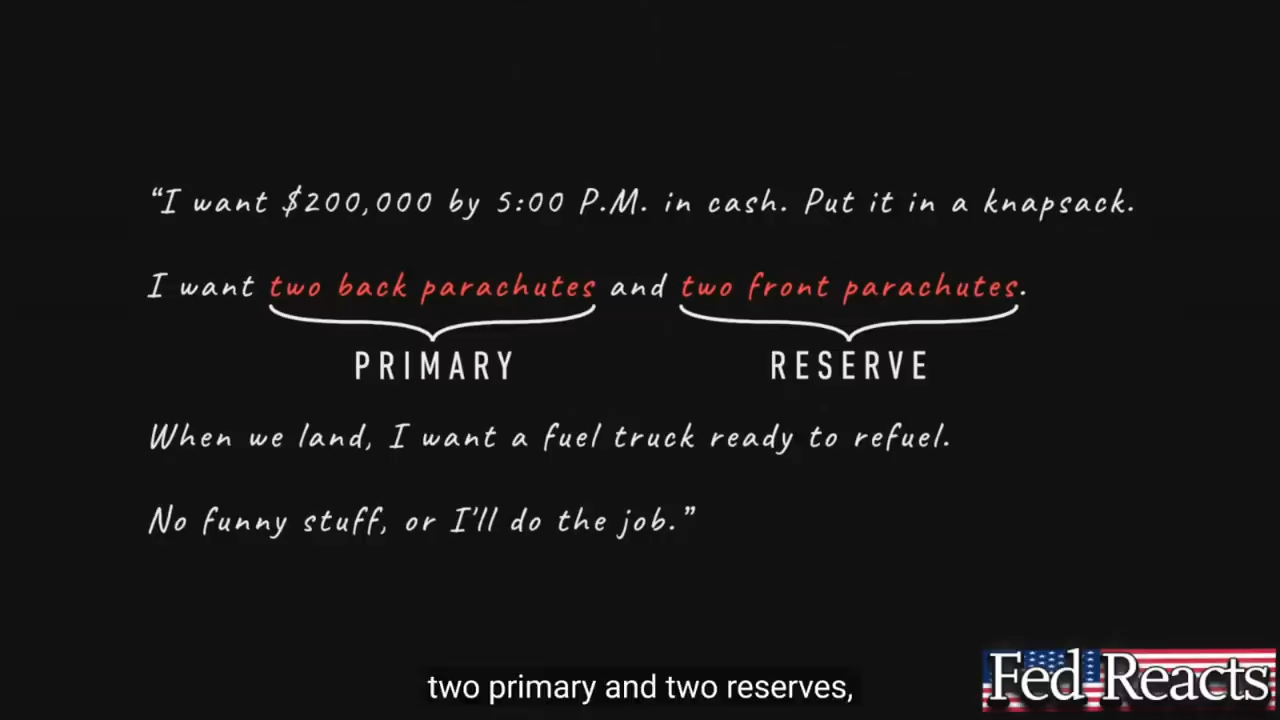 “I want $200,000 by 5:00 P.M. in cash. Put it in a knapsack.
I want two back parachutes and two front parachutes.
PRIMARY RESERVE
When we land, I want a fuel truck ready to refuel.
No funny stuff, or I'll do the job.”
two primary and two reserves,
Fed Reacts